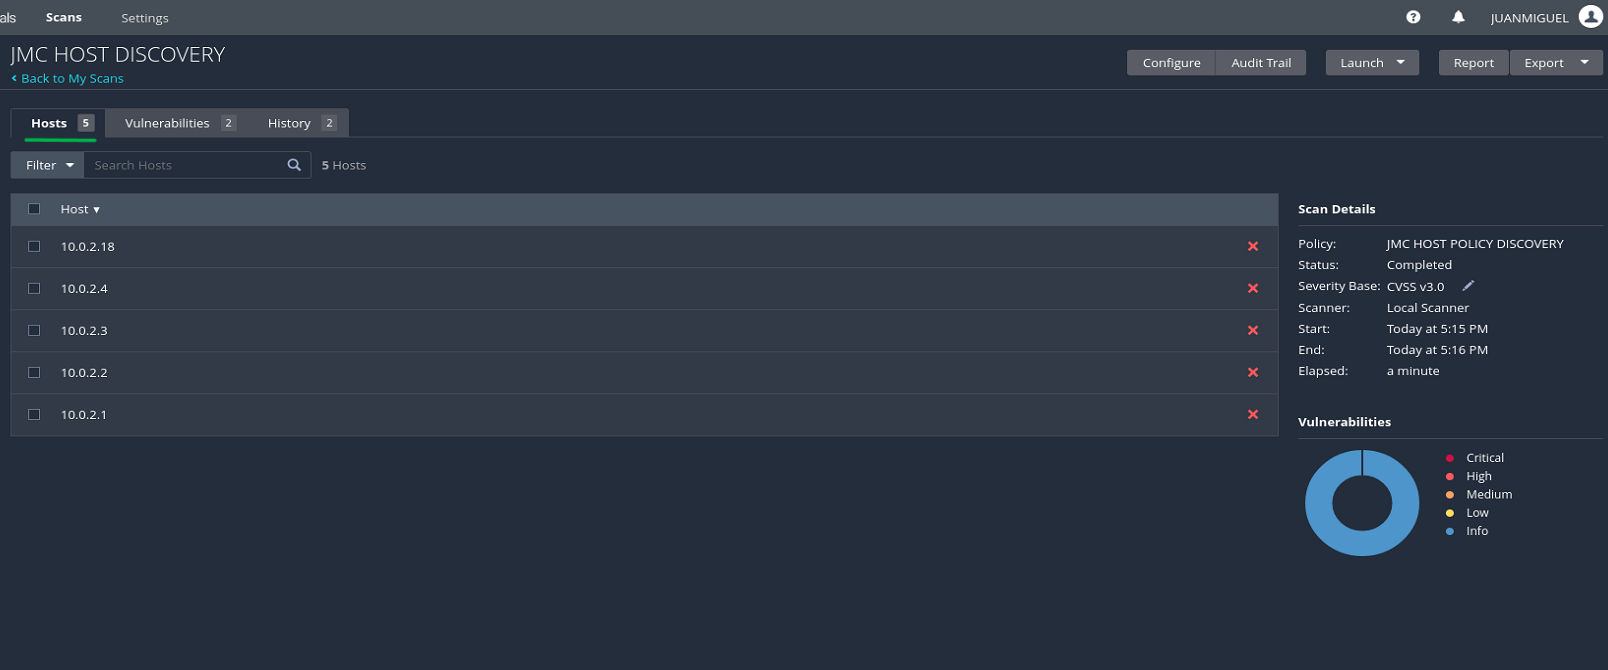 als Scans Settings JUANMIGUEL
JMC HOST DISCOVERY
Back to My Scans
Configure Audit Trail Launch Report Export
Hosts 5 Vulnerabilities 2 History 2
Filter Search Hosts 5 Hosts
Host
10.0.2.18
10.0.2.4
10.0.2.3
10.0.2.2
10.0.2.1
Scan Details
Policy: JMC HOST POLICY DISCOVERY
Status: Completed
Severity Base: CVSS v3.0
Scanner: Local Scanner
Start: Today at 5:15 PM
End: Today at 5:16 PM
Elapsed: a minute
Vulnerabilities
Critical
High
Medium
Low
Info